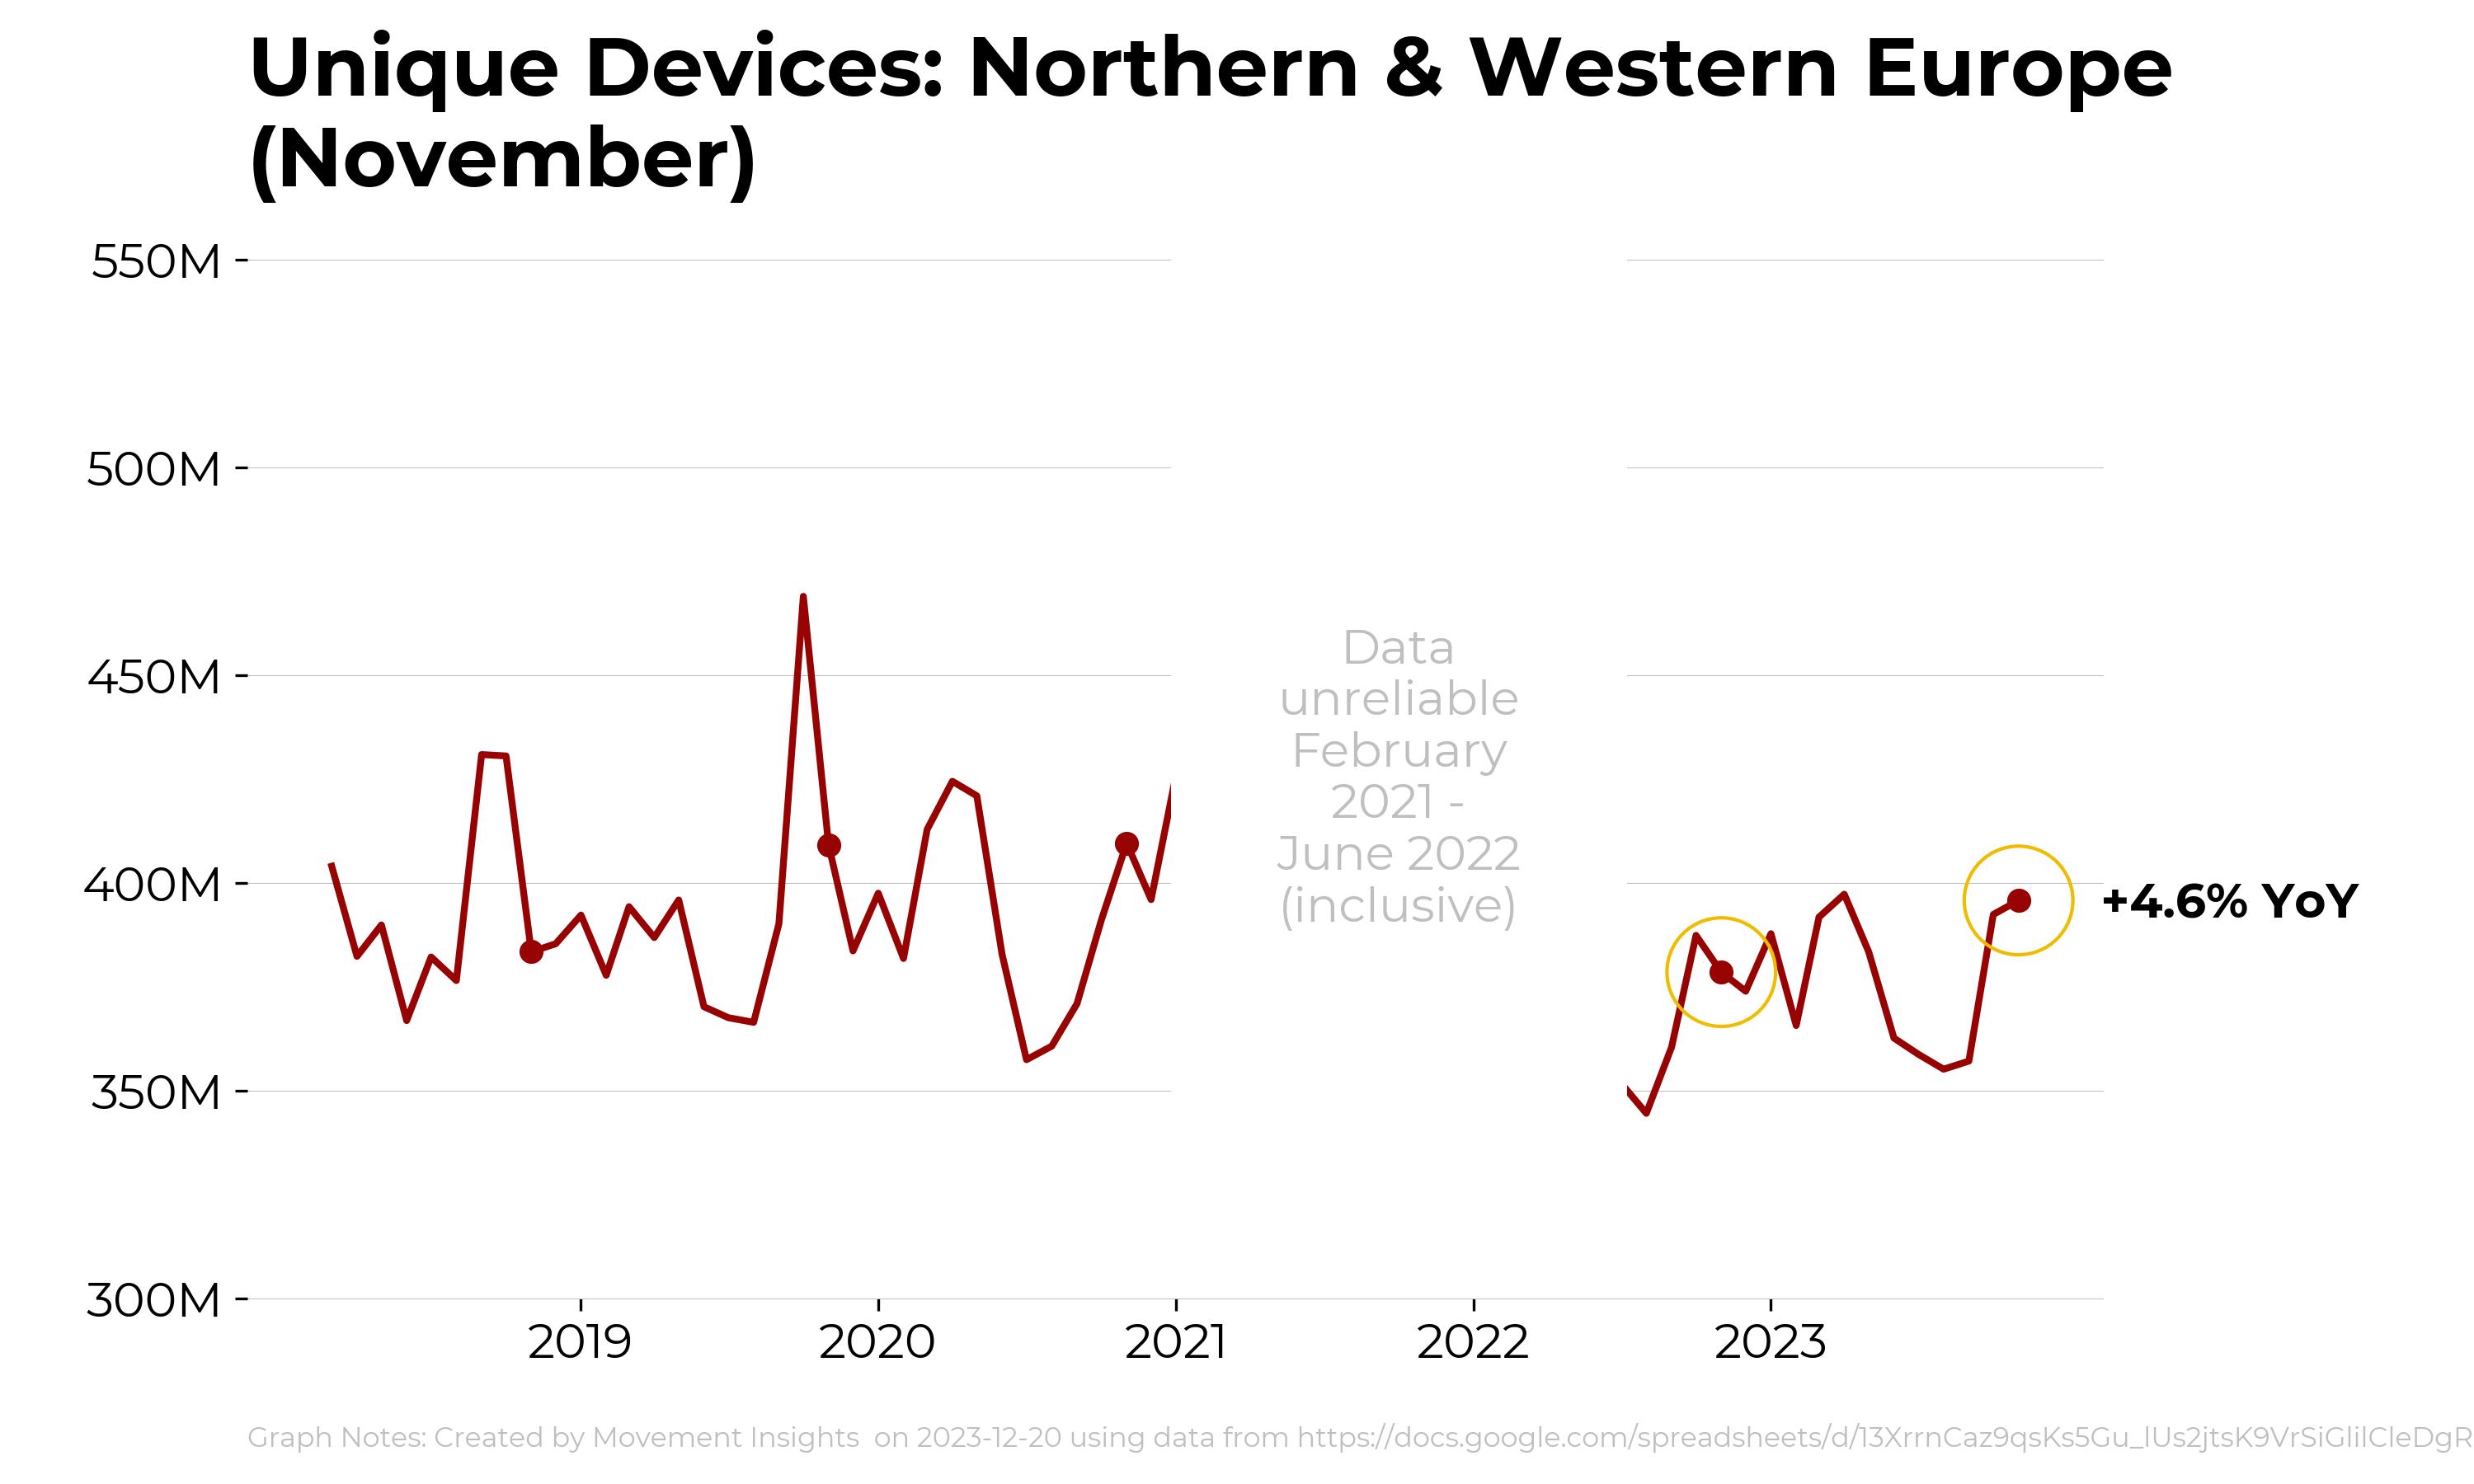 Unique Devices: Northern & Western Europe
(November)
550M
500M
450M
400M
350M
300M
Data
unreliable
February
2021 -
June 2022
(inclusive)
+4.6% YoY
2019
2020
2021
2022
2023
Graph Notes: Created by Movement Insights on 2023-12-20 using data from https://docs.google.com/spreadsheets/d/13XrrnCaz9qsKs5Gu_lUs2jtsK9VrSiGlilCleDgR